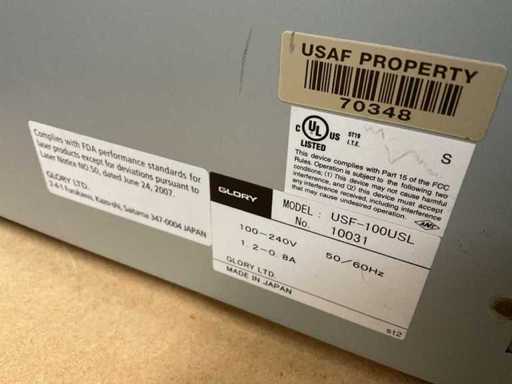 USAF PROPERTY
70348
C UL US
LISTED
ST19
I.T.E.
S
This device complies with Part 15 of the FCC
Rules. Operation is subject to the following two
conditions: (1) This device may not cause harmful
interference, and (2) this device must accept
any interference received, including interference
that may cause undesired operation.
Complies with FDA performance standards for
laser products except for deviations pursuant to
Laser Notice NO.50, dated June 24, 2007.
GLORY LTD.
2-4-1 Furukawa, Kazo-shi, Saitama 347-0004 JAPAN
GLORY
MODEL: USF-100USL
No. 10031
100-240V 50/60Hz
1.2-0.8A
GLORY LTD.
MADE IN JAPAN
st2